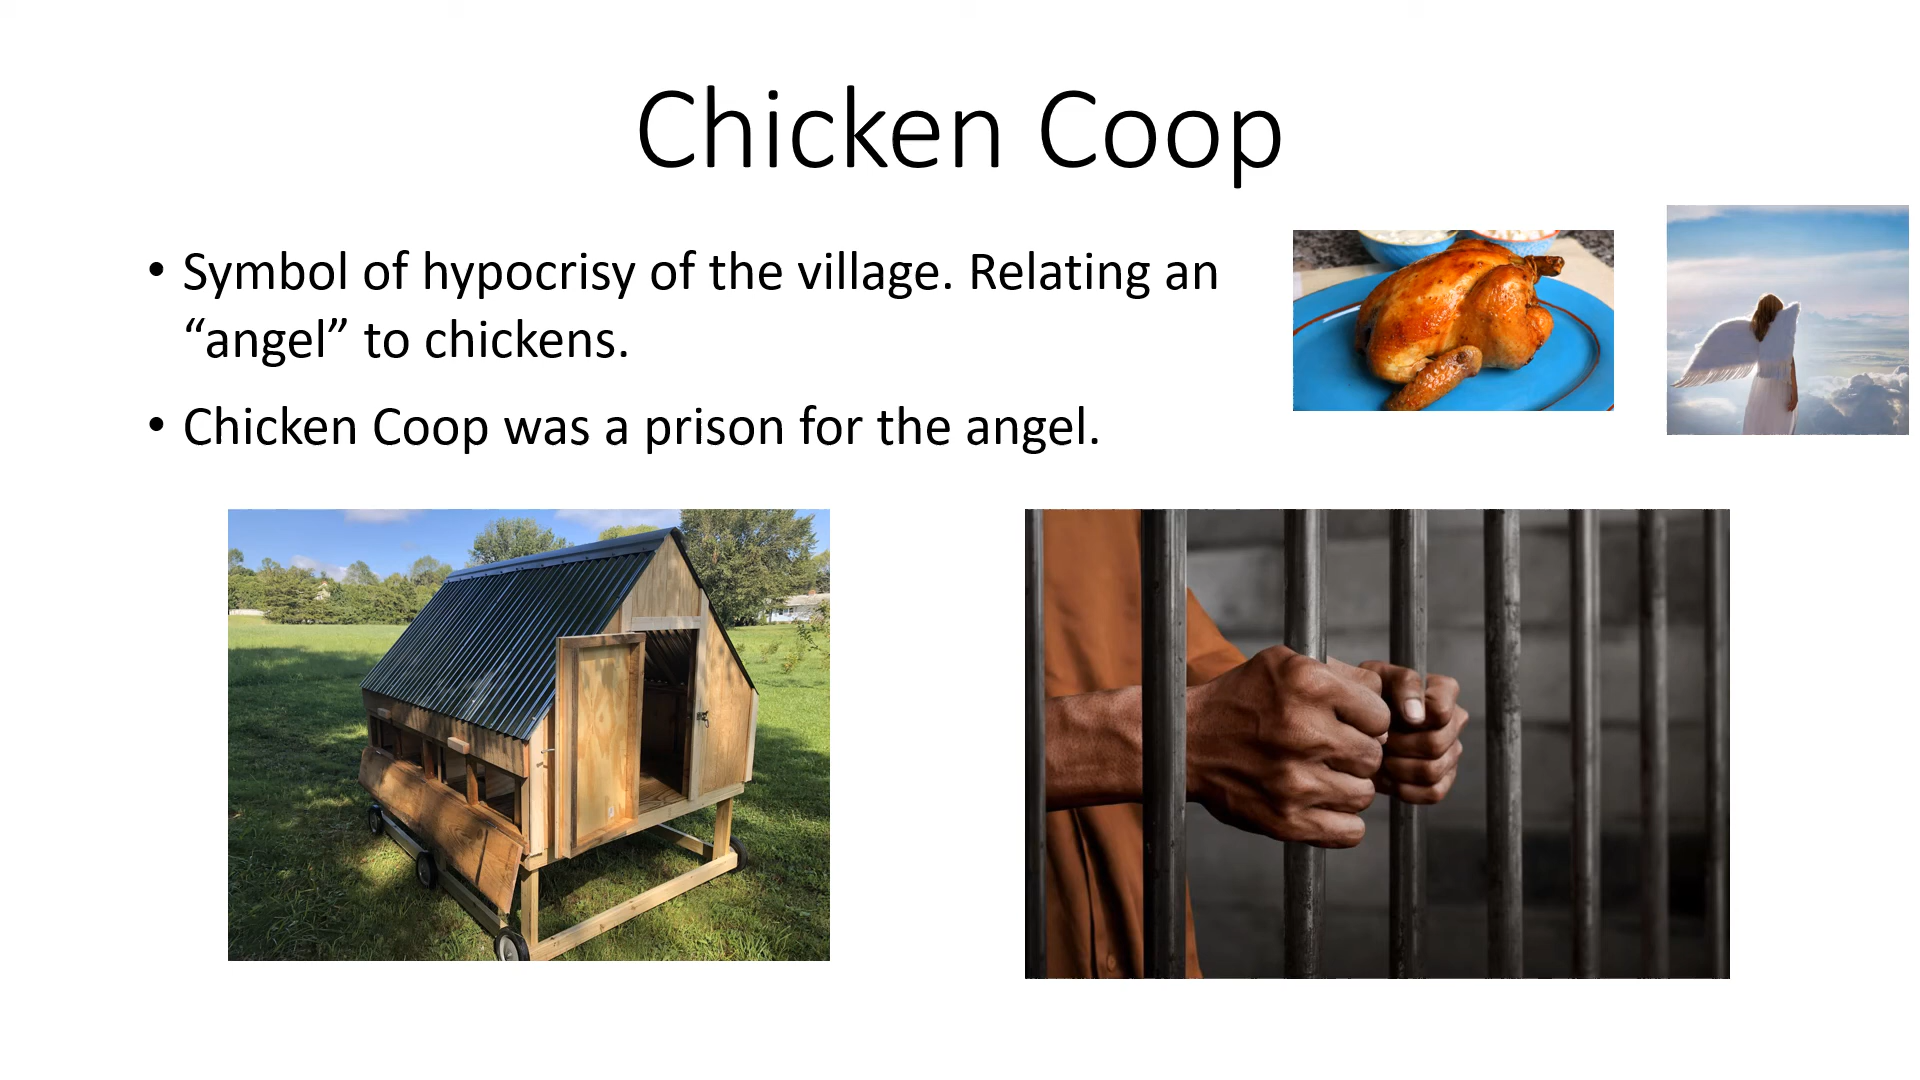 Chicken Coop
• Symbol of hypocrisy of the village. Relating an
“angel” to chickens.
• Chicken Coop was a prison for the angel.